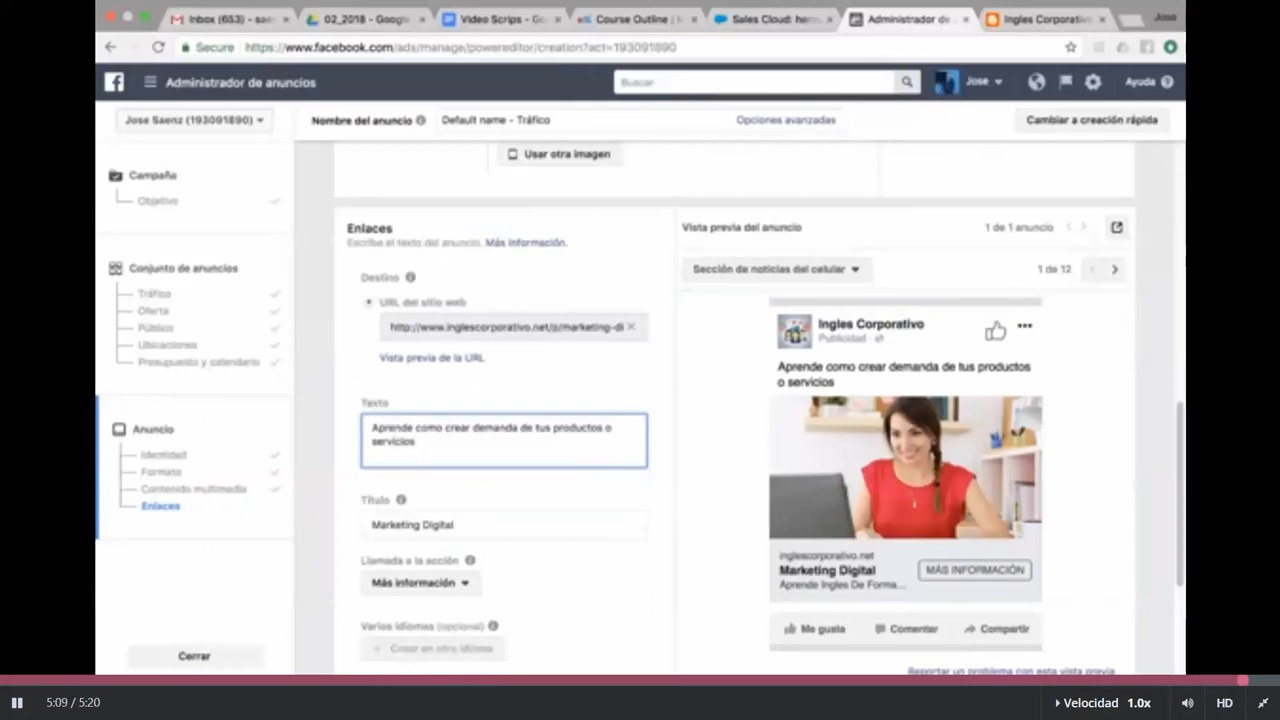 Inbox (653) - saen
02_2018 - Google
Video Scrips - Go
Course Outline (
Sales Cloud: hom
Administrador de
Ingles Corporativo
Jose
Secure
https://www.facebook.com/ads/manage/powereditor/creation?act=193091890
Administrador de anuncios
Buscar
Jose
Ayuda
Jose Saenz (193091890)
Nombre del anuncio
Default name - Tráfico
Opciones avanzadas
Cambiar a creación rápida
Usar otra imagen
Campaña
Objetivo
Conjunto de anuncios
Tráfico
Oferta
Público
Ubicaciones
Presupuesto y calendario
Anuncio
Identidad
Formato
Contenido multimedia
Enlaces
Cerrar
Enlaces
Escribe el texto del anuncio. Más información.
Destino
URL del sitio web
http://www.inglescorporativo.net/p/marketing-di
Vista previa de la URL
Texto
Aprende como crear demanda de tus productos o
servicios
Título
Marketing Digital
Llamada a la acción
Más información
Varios idiomas (opcional)
+ Crear en otro idioma
Vista previa del anuncio
1 de 1 anuncio
Sección de noticias del celular
1 de 12
Ingles Corporativo
Publicidad
Aprende como crear demanda de tus productos
o servicios
inglescorporativo.net
Marketing Digital
Aprende Ingles De Forma...
MÁS INFORMACIÓN
Me gusta
Comentar
Compartir
Reportar un problema con esta vista previa
5:09 / 5:20
Velocidad 1.0x
HD